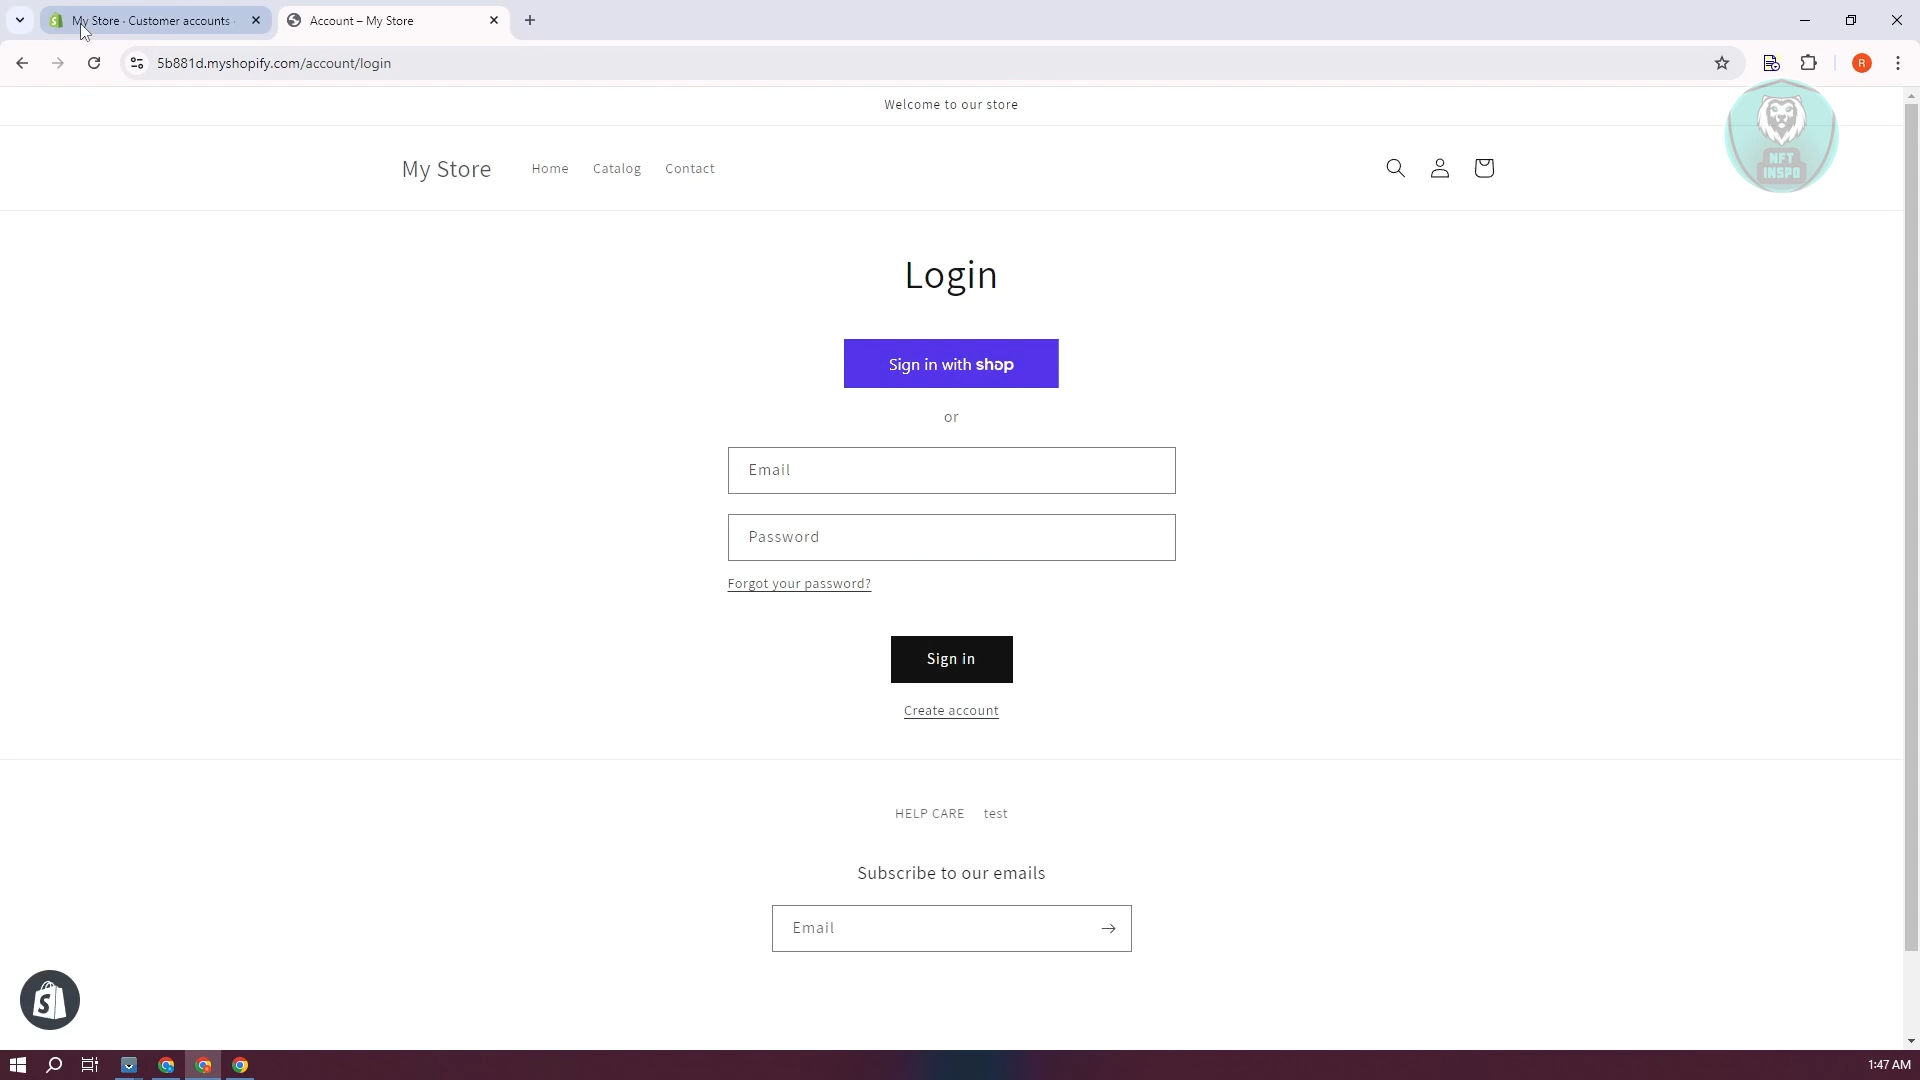 My Store · Customer accounts ·
Account – My Store
5b881d.myshopify.com/account/login
R
Welcome to our store
NFT
INSPO
My Store
Home
Catalog
Contact
Login
Sign in with shop
or
Email
Password
Forgot your password?
Sign in
Create account
HELP CARE
test
Subscribe to our emails
Email
1:47 AM